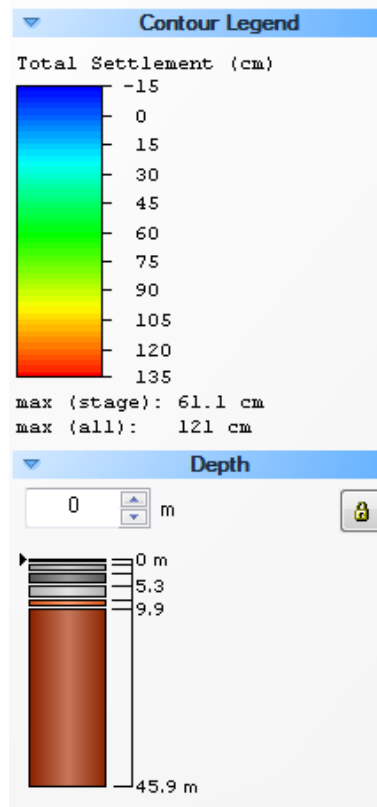 Contour Legend
Total Settlement (cm)
-15
0
15
30
45
60
75
90
105
120
135
max (stage): 61.1 cm
max (all): 121 cm
Depth
0 m
0 m
5.3
9.9
45.9 m